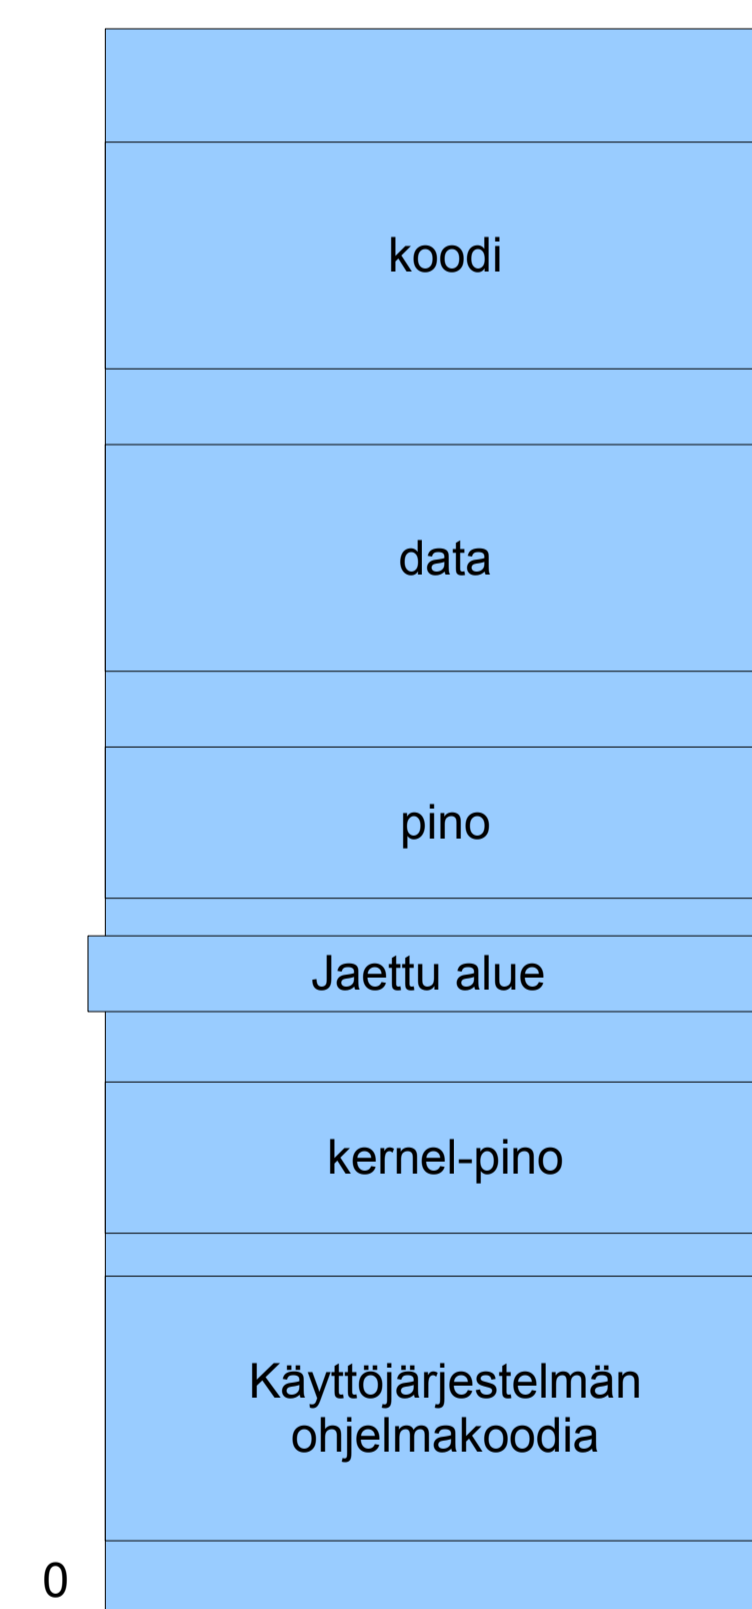 koodi
data
pino
Jaettu alue
kernel-pino
Käyttöjärjestelmän
ohjelmakoodia
0